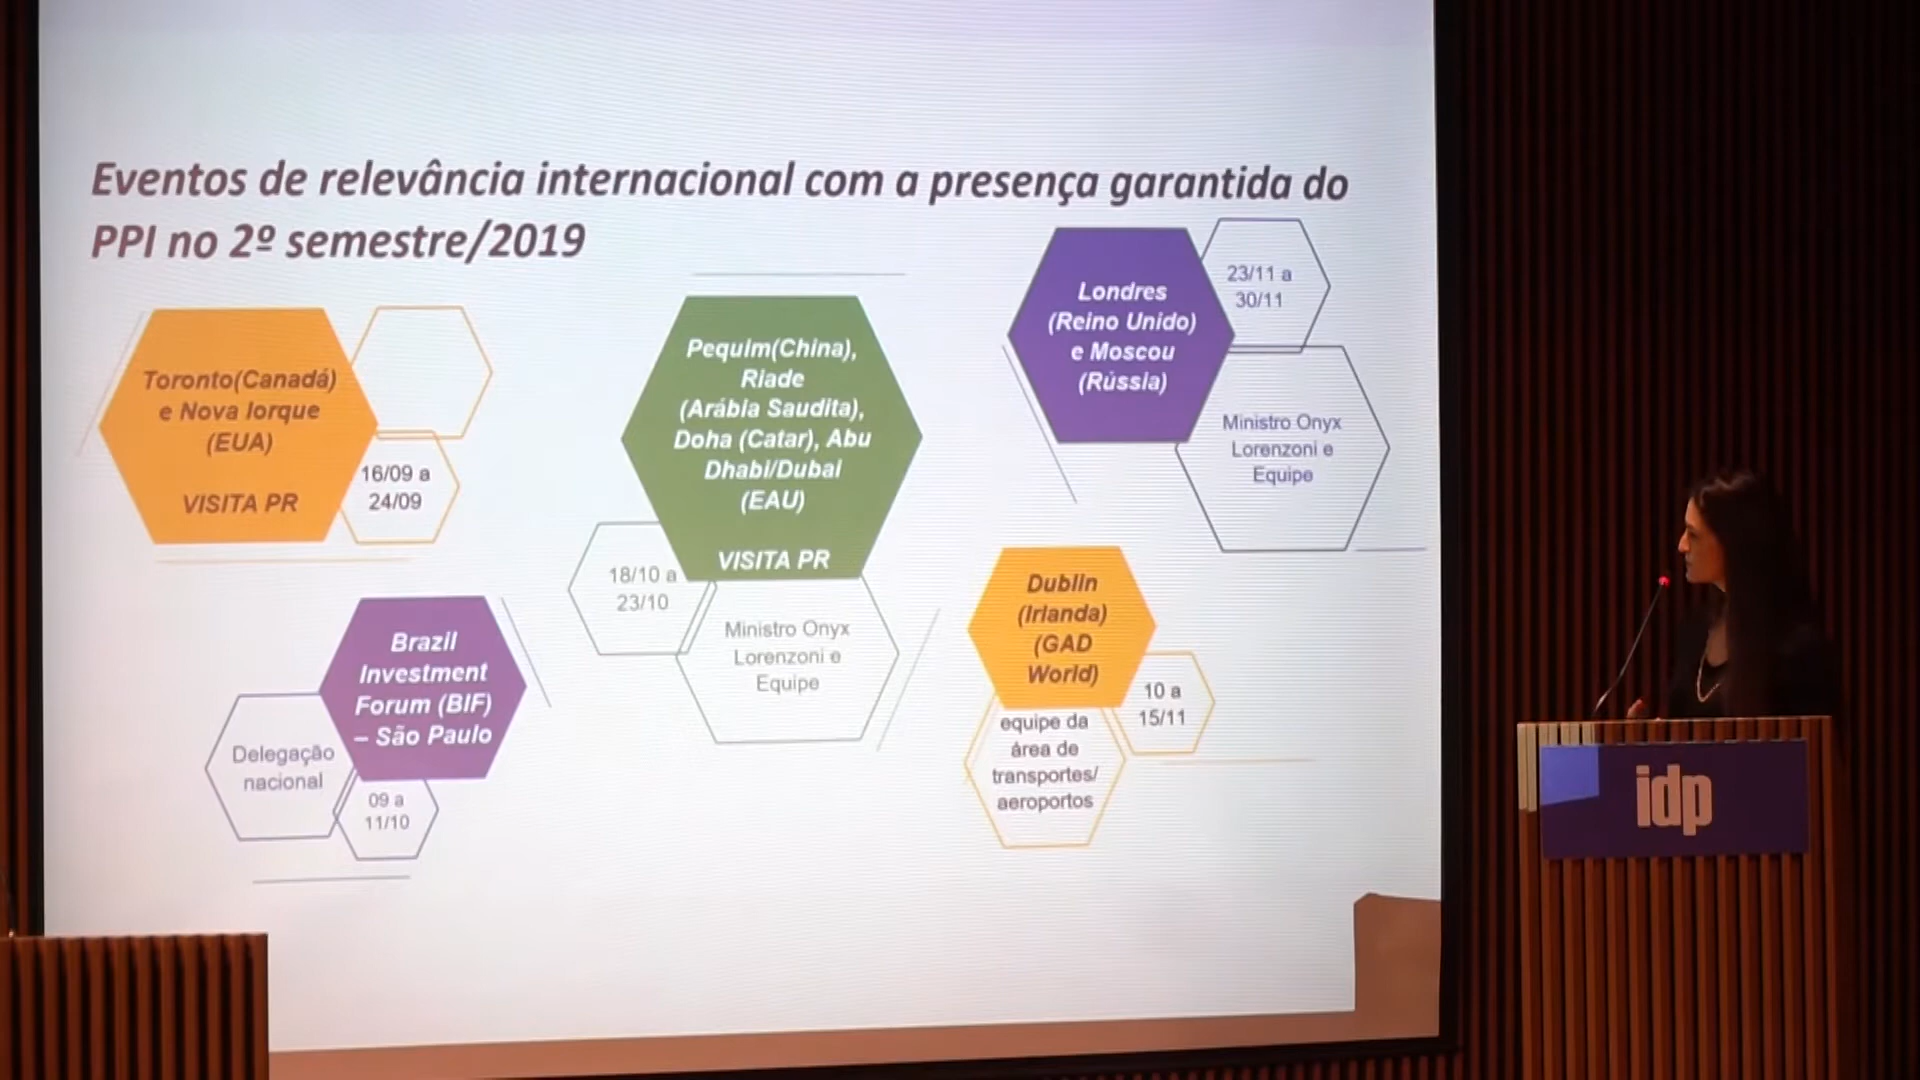 Eventos de relevância internacional com a presença garantida do
PPI no 2º semestre/2019
Toronto(Canadá)
e Nova Iorque
(EUA)
VISITA PR
16/09 a
24/09
Brazil
Investment
Forum (BIF)
– São Paulo
Delegação
nacional
09 a
11/10
Pequim(China),
Riade
(Arábia Saudita),
Doha (Catar), Abu
Dhabi/Dubai
(EAU)
VISITA PR
18/10 a
23/10
Ministro Onyx
Lorenzoni e
Equipe
Londres
(Reino Unido)
e Moscou
(Rússia)
23/11 a
30/11
Ministro Onyx
Lorenzoni e
Equipe
Dublin
(Irlanda)
(GAD
World)
10 a
15/11
equipe da
área de
transportes/
aeroportos
idp